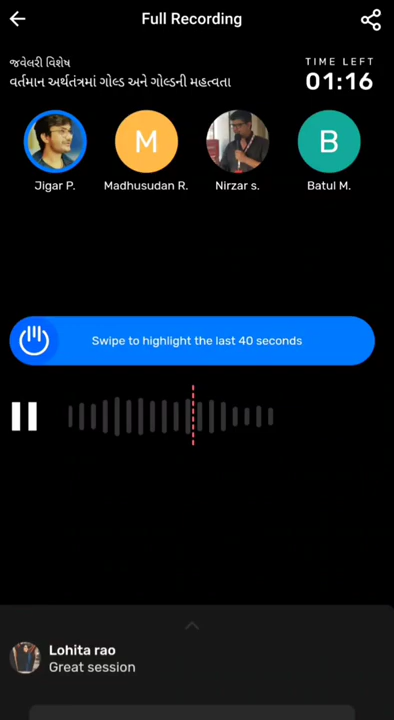 Full Recording
જવેલરી વિશેષ
વર્તમાન અર્થતંત્રમાં ગોલ્ડ અને ગોલ્ડની મહત્વતા
TIME LEFT
01:16
M
B
Jigar P.
Madhusudan R.
Nirzar s.
Batul M.
Swipe to highlight the last 40 seconds
Lohita rao
Great session